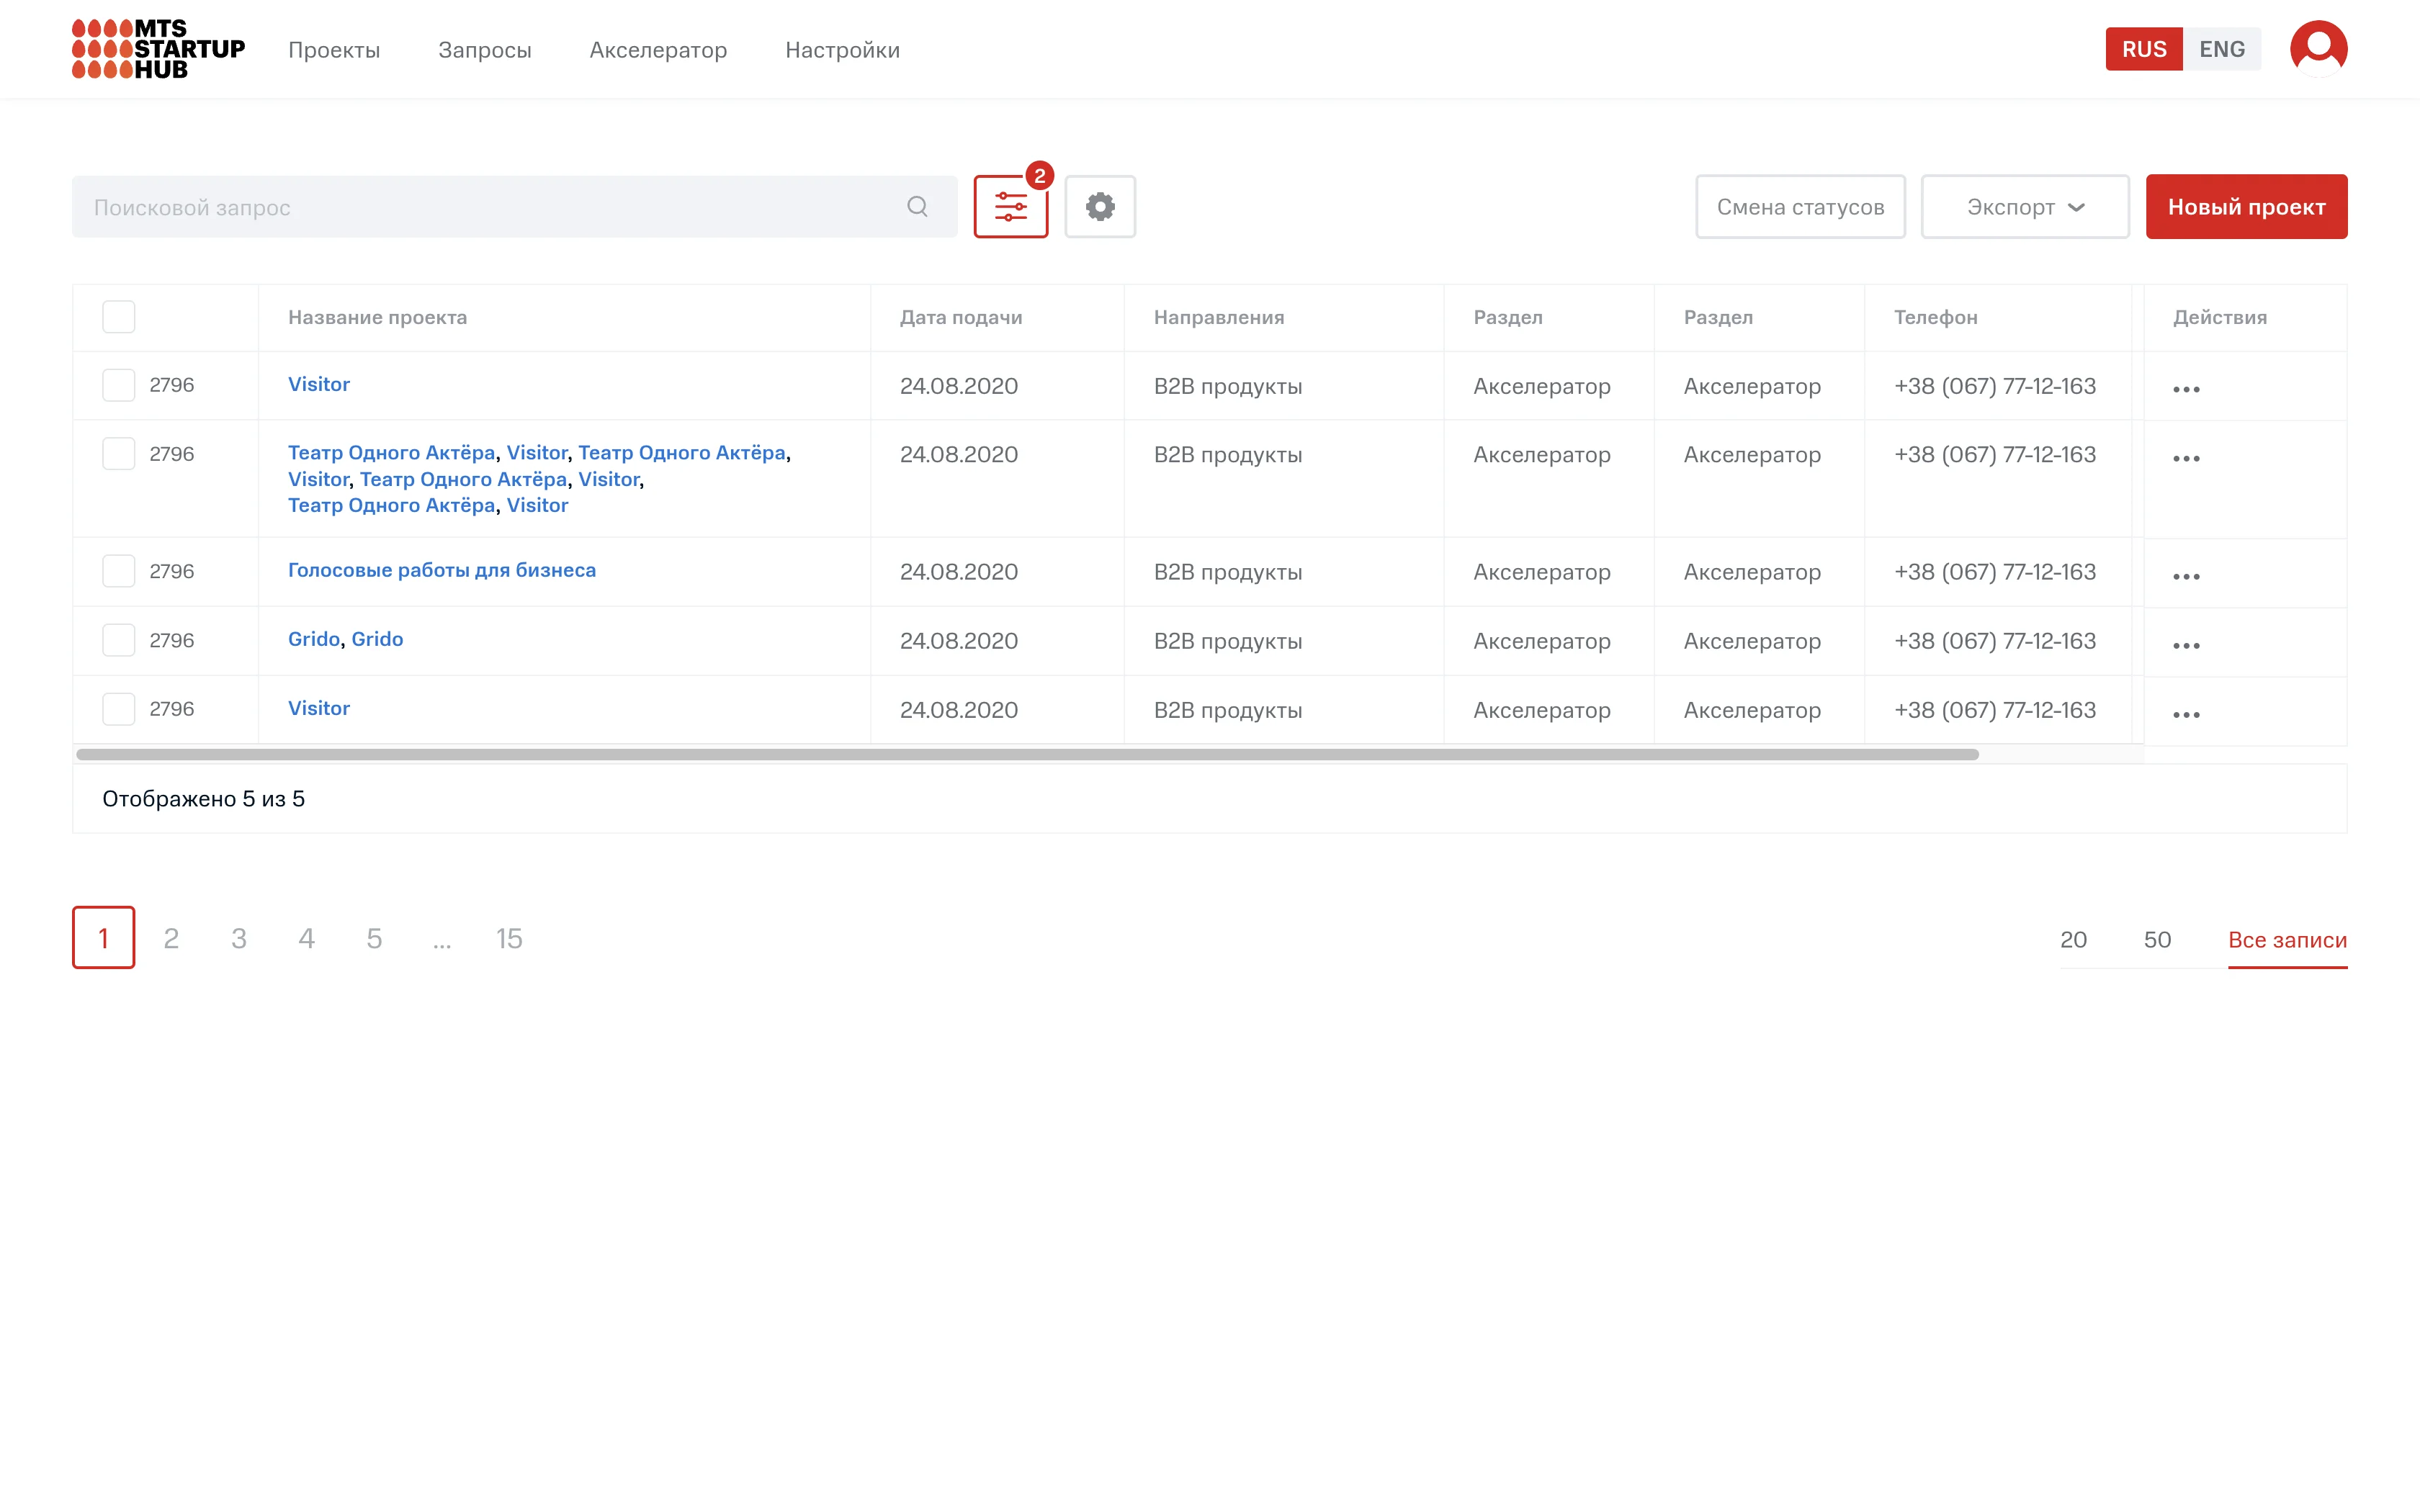 MTS
STARTUP
HUB
Проекты Запросы Акселератор Настройки RUS ENG
Поисковой запрос 2 Смена статусов Экспорт Новый проект
Название проекта Дата подачи Направления Раздел Раздел Телефон Действия
2796 Visitor 24.08.2020 B2B продукты Акселератор Акселератор +38 (067) 77-12-163
2796 Театр Одного Актёра, Visitor, Театр Одного Актёра, 24.08.2020 B2B продукты Акселератор Акселератор +38 (067) 77-12-163
Visitor, Театр Одного Актёра, Visitor,
Театр Одного Актёра, Visitor
2796 Голосовые работы для бизнеса 24.08.2020 B2B продукты Акселератор Акселератор +38 (067) 77-12-163
2796 Grido, Grido 24.08.2020 B2B продукты Акселератор Акселератор +38 (067) 77-12-163
2796 Visitor 24.08.2020 B2B продукты Акселератор Акселератор +38 (067) 77-12-163
Отображено 5 из 5
1 2 3 4 5 ... 15 20 50 Все записи